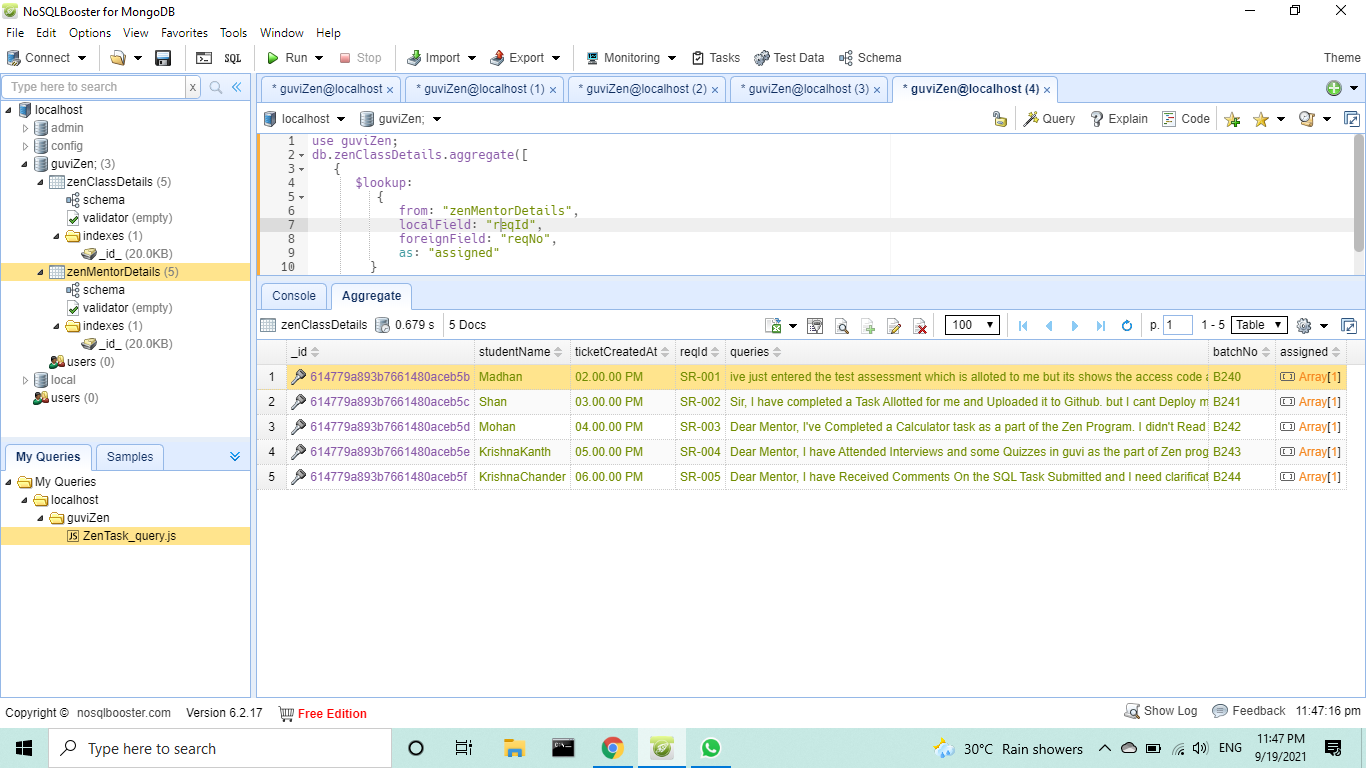 NoSQLBooster for MongoDB
File Edit Options View Favorites Tools Window Help
Connect SQL Run Stop Import Export Monitoring Tasks Test Data Schema Theme
Type here to search x
localhost
admin
config
guviZen; (3)
zenClassDetails (5)
schema
validator (empty)
indexes (1)
_id_ (20.0KB)
zenMentorDetails (5)
schema
validator (empty)
indexes (1)
_id_ (20.0KB)
users (0)
local
users (0)
My Queries Samples
My Queries
localhost
guviZen
JS ZenTask_query.js
* guviZen@localhost × * guviZen@localhost (1) × * guviZen@localhost (2) × * guviZen@localhost (3) × * guviZen@localhost (4) ×
localhost guviZen; Query Explain Code
1 use guviZen;
2 db.zenClassDetails.aggregate([
3 {
4 $lookup:
5 {
6 from: "zenMentorDetails",
7 localField: "reqId",
8 foreignField: "reqNo",
9 as: "assigned"
10 }
Console Aggregate
zenClassDetails 0.679 s 5 Docs 100 p. 1 1 - 5 Table
_id studentName ticketCreatedAt reqId queries batchNo assigned
1 614779a893b7661480aceb5b Madhan 02.00.00 PM SR-001 ive just entered the test assessment which is alloted to me but its shows the access code B240 Array[1]
2 614779a893b7661480aceb5c Shan 03.00.00 PM SR-002 Sir, I have completed a Task Allotted for me and Uploaded it to Github. but I cant Deploy m B241 Array[1]
3 614779a893b7661480aceb5d Mohan 04.00.00 PM SR-003 Dear Mentor, I've Completed a Calculator task as a part of the Zen Program. I didn't Read B242 Array[1]
4 614779a893b7661480aceb5e KrishnaKanth 05.00.00 PM SR-004 Dear Mentor, I have Attended Interviews and some Quizzes in guvi as the part of Zen prog B243 Array[1]
5 614779a893b7661480aceb5f KrishnaChander 06.00.00 PM SR-005 Dear Mentor, I have Received Comments On the SQL Task Submitted and I need clarificat B244 Array[1]
Copyright © nosqlbooster.com Version 6.2.17 Free Edition Show Log Feedback 11:47:16 pm
Type here to search 30°C Rain showers ENG 11:47 PM
9/19/2021